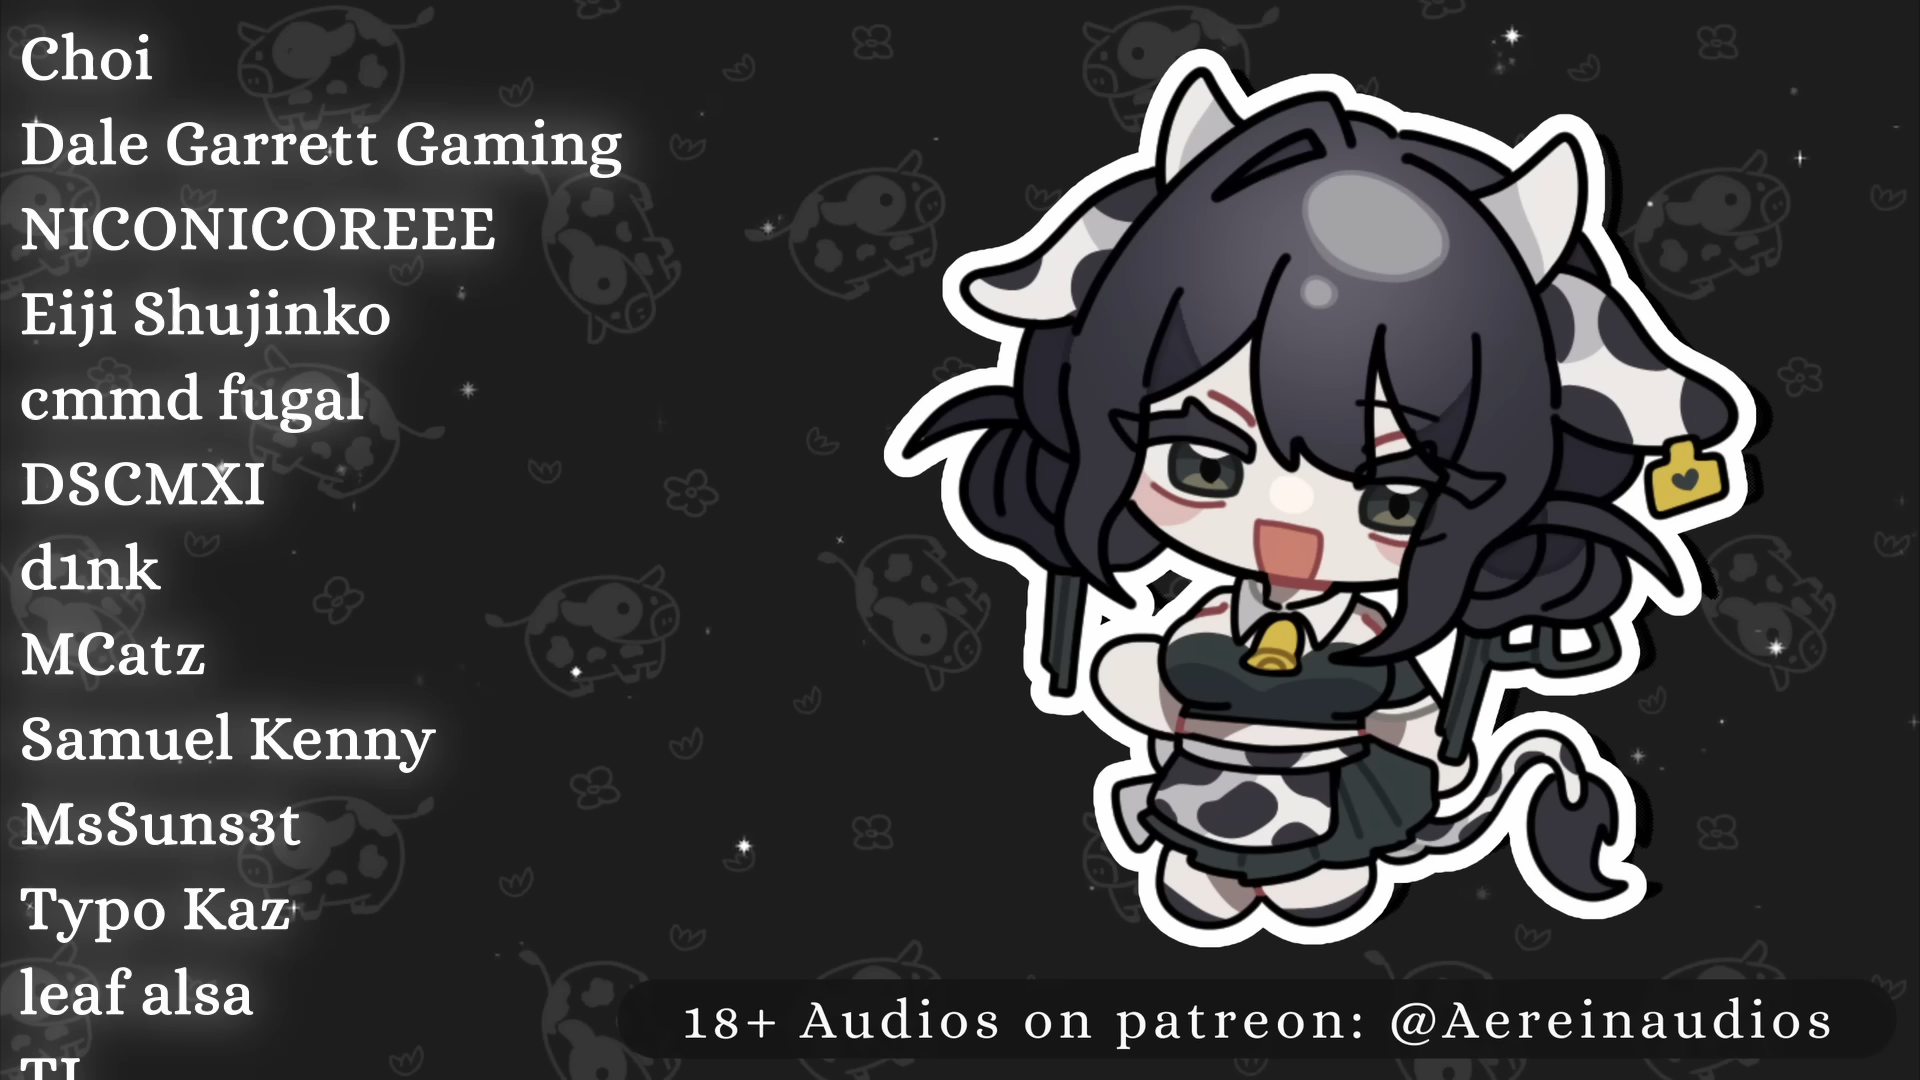 Choi
Dale Garrett Gaming
NICONICOREEE
Eiji Shujinko
cmmd fugal
DSCMXI
d1nk
MCatz
Samuel Kenny
MsSuns3t
Typo Kaz
leaf alsa
18+ Audios on patreon: @Aereinaudios